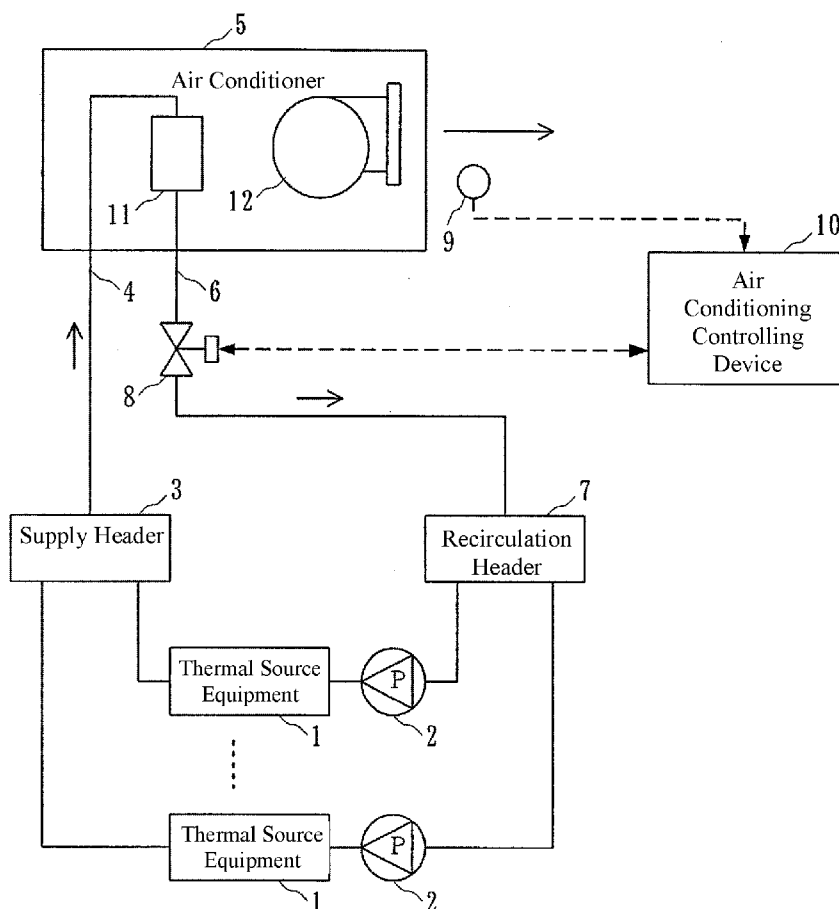 5
Air Conditioner
11
12
9
10
Air
Conditioning
Controlling
Device
4
6
8
3
Supply Header
7
Recirculation
Header
Thermal Source
Equipment
P
1
2
Thermal Source
Equipment
P
1
2